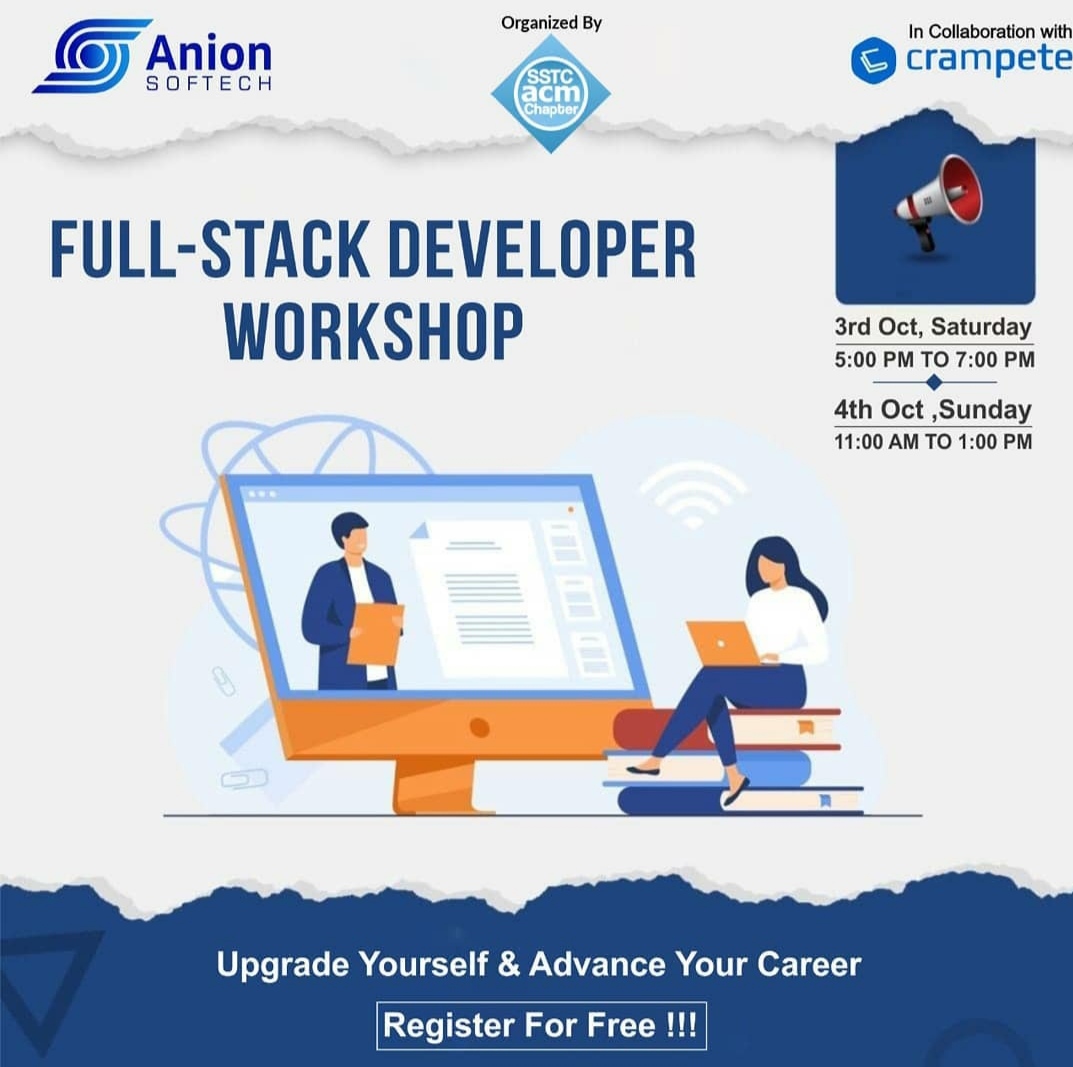 Anion
SOFTECH
Organized By
SSTC
acm
Chapter
In Collaboration with
crampete
FULL-STACK DEVELOPER
WORKSHOP
3rd Oct, Saturday
5:00 PM TO 7:00 PM
4th Oct ,Sunday
11:00 AM TO 1:00 PM
Upgrade Yourself & Advance Your Career
Register For Free !!!